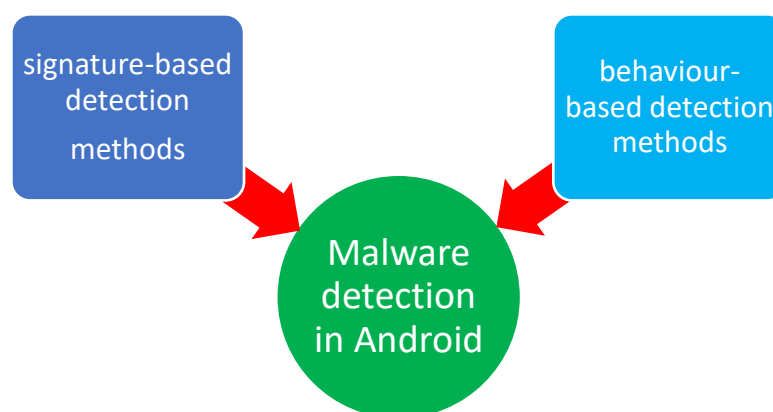 signature-based
detection
methods
behaviour-
based detection
methods
Malware
detection
in Android